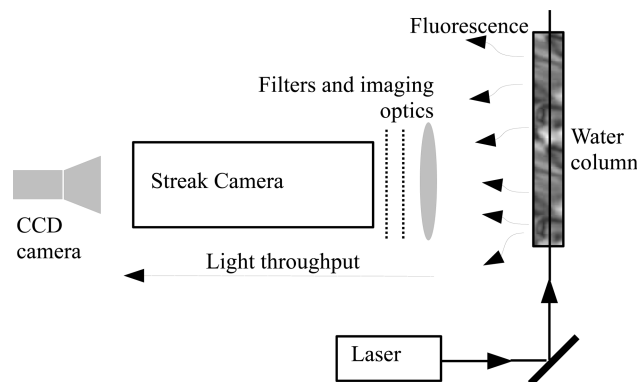 Fluorescence
Filters and imaging
optics
Water
column
Streak Camera
CCD
camera
Light throughput
Laser